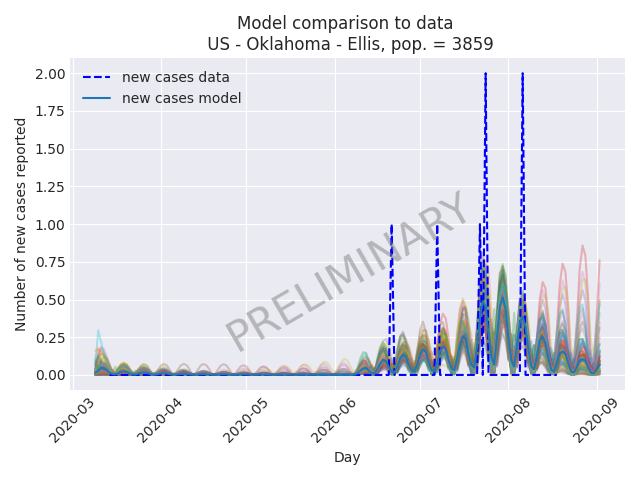 Model comparison to data
US - Oklahoma - Ellis, pop. = 3859
new cases data
new cases model
Number of new cases reported
2.00
1.75
1.50
1.25
1.00
0.75
0.50
0.25
0.00
PRELIMINARY
2020-03
2020-04
2020-05
2020-06
2020-07
2020-08
2020-09
Day